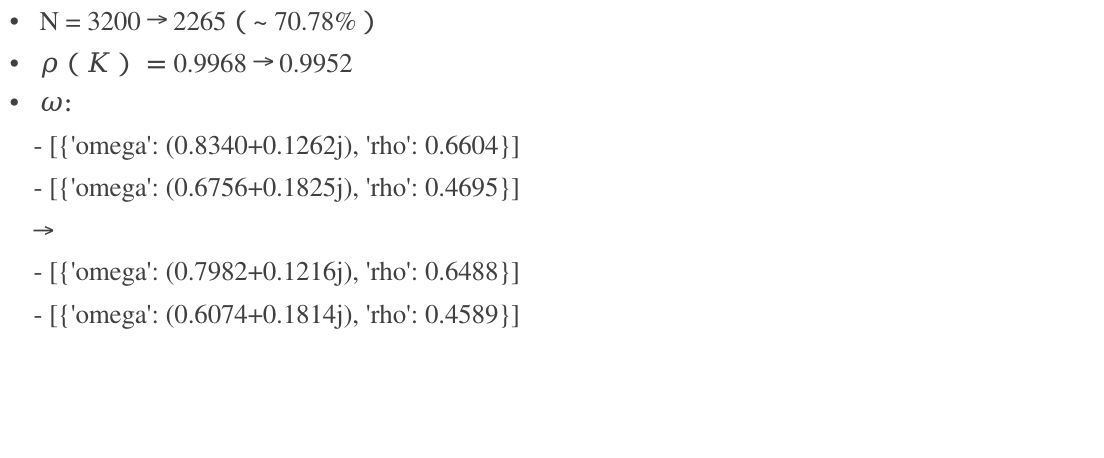 • N = 3200 → 2265 ( ~ 70.78% )
• ρ ( K ) = 0.9968 → 0.9952
• ω:
- [{'omega': (0.8340+0.1262j), 'rho': 0.6604}]
- [{'omega': (0.6756+0.1825j), 'rho': 0.4695}]
→
- [{'omega': (0.7982+0.1216j), 'rho': 0.6488}]
- [{'omega': (0.6074+0.1814j), 'rho': 0.4589}]